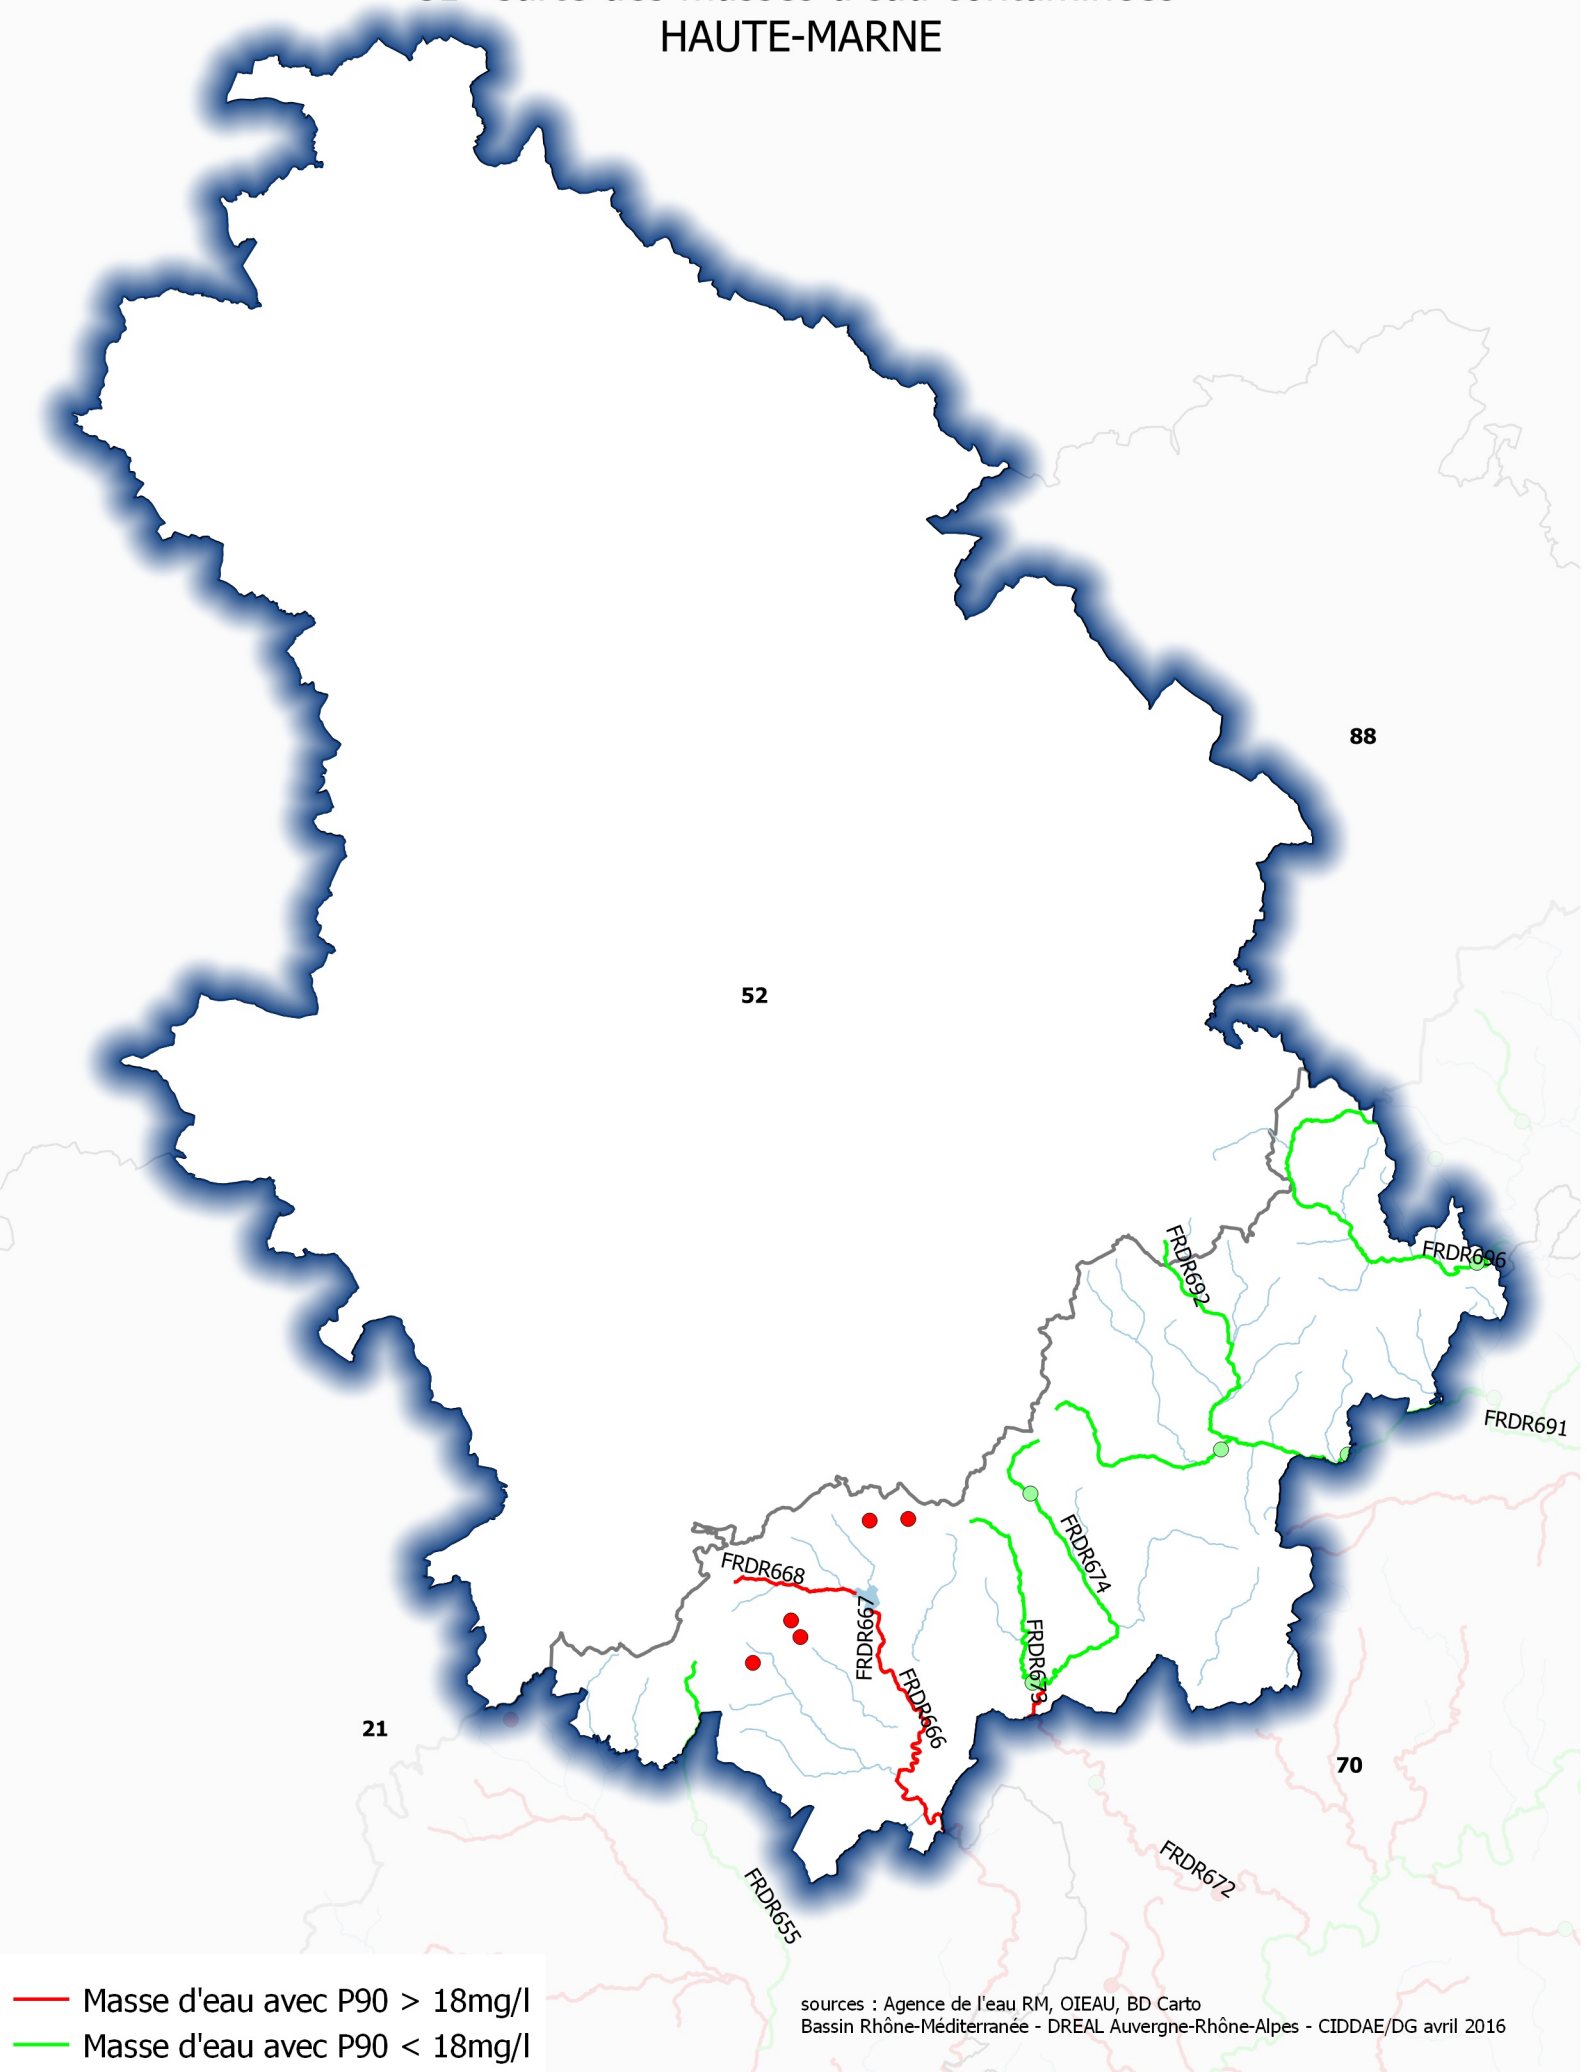 HAUTE-MARNE
88
52
FRDR696
FRDR692
FRDR691
FRDR674
FRDR668
FRDR667
FRDR673
FRDR666
21
70
FRDR672
FRDR655
Masse d'eau avec P90 > 18mg/l
Masse d'eau avec P90 < 18mg/l
sources : Agence de l'eau RM, OIEAU, BD Carto
Bassin Rhône-Méditerranée - DREAL Auvergne-Rhône-Alpes - CIDDAE/DG avril 2016